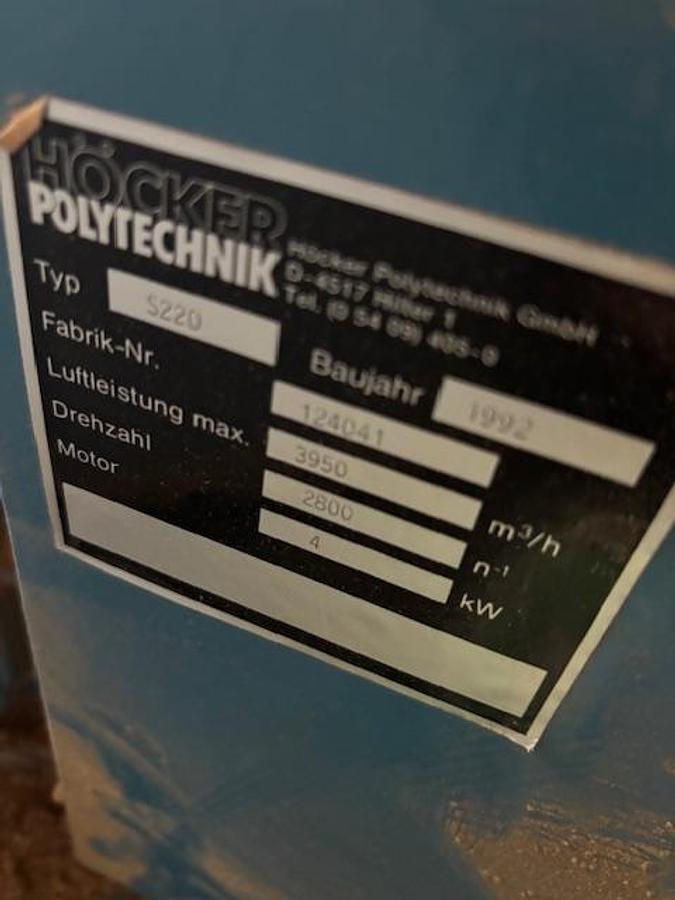 HÖCKER
POLYTECHNIK
Höcker Polytechnik GmbH
D-4517 Hilter 1
Tel. (0 54 09) 405-0
Typ S220
Baujahr 1992
Fabrik-Nr. 124041
Luftleistung max. 3950 m³/h
Drehzahl 2800 n⁻¹
Motor 4 kW